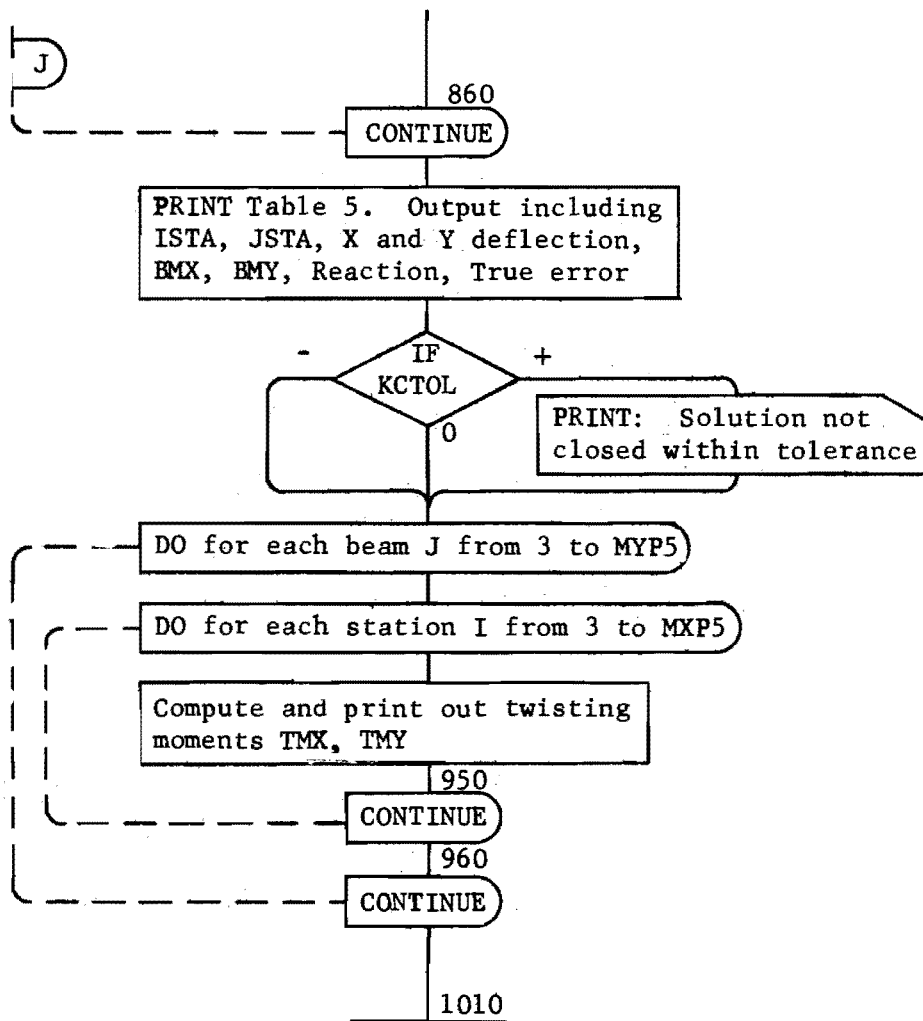 J
860
CONTINUE
PRINT Table 5. Output including
ISTA, JSTA, X and Y deflection,
BMX, BMY, Reaction, True error
- IF +
KCTOL
0
PRINT: Solution not
closed within tolerance
DO for each beam J from 3 to MYP5
DO for each station I from 3 to MXP5
Compute and print out twisting
moments TMX, TMY
950
CONTINUE
960
CONTINUE
1010